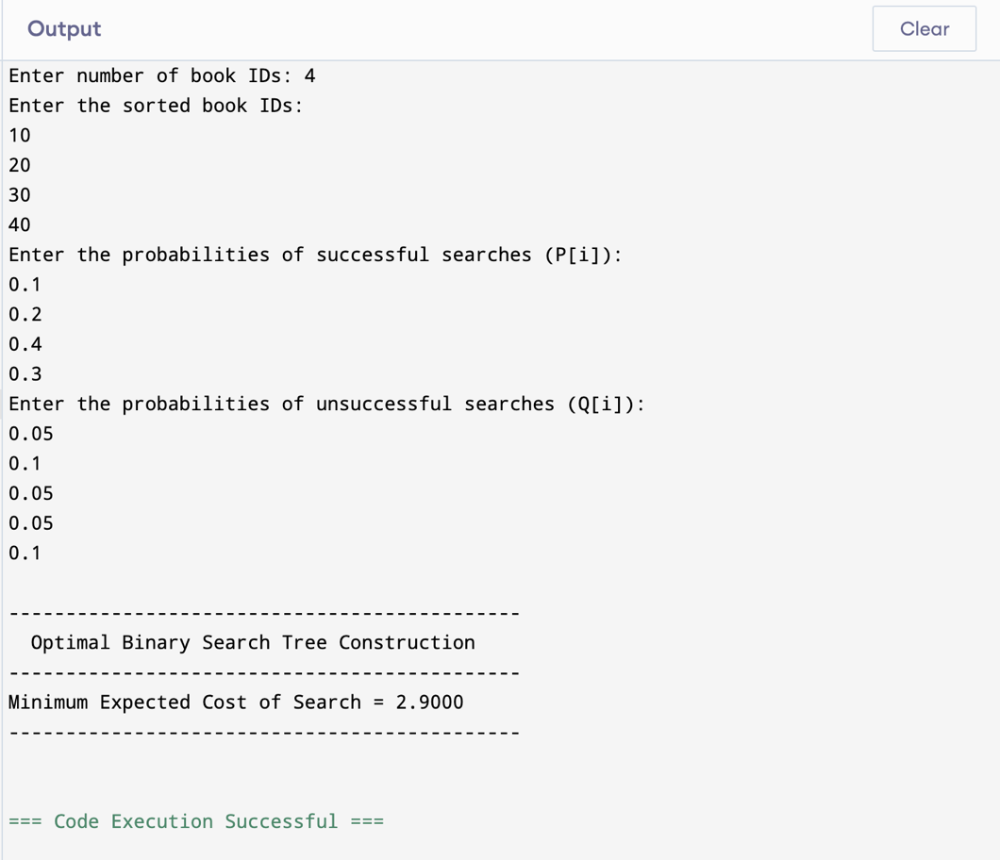 Output
Clear
Enter number of book IDs: 4
Enter the sorted book IDs:
10
20
30
40
Enter the probabilities of successful searches (P[i]):
0.1
0.2
0.4
0.3
Enter the probabilities of unsuccessful searches (Q[i]):
0.05
0.1
0.05
0.05
0.1
---------------------------------------------
  Optimal Binary Search Tree Construction
---------------------------------------------
Minimum Expected Cost of Search = 2.9000
---------------------------------------------
=== Code Execution Successful ===